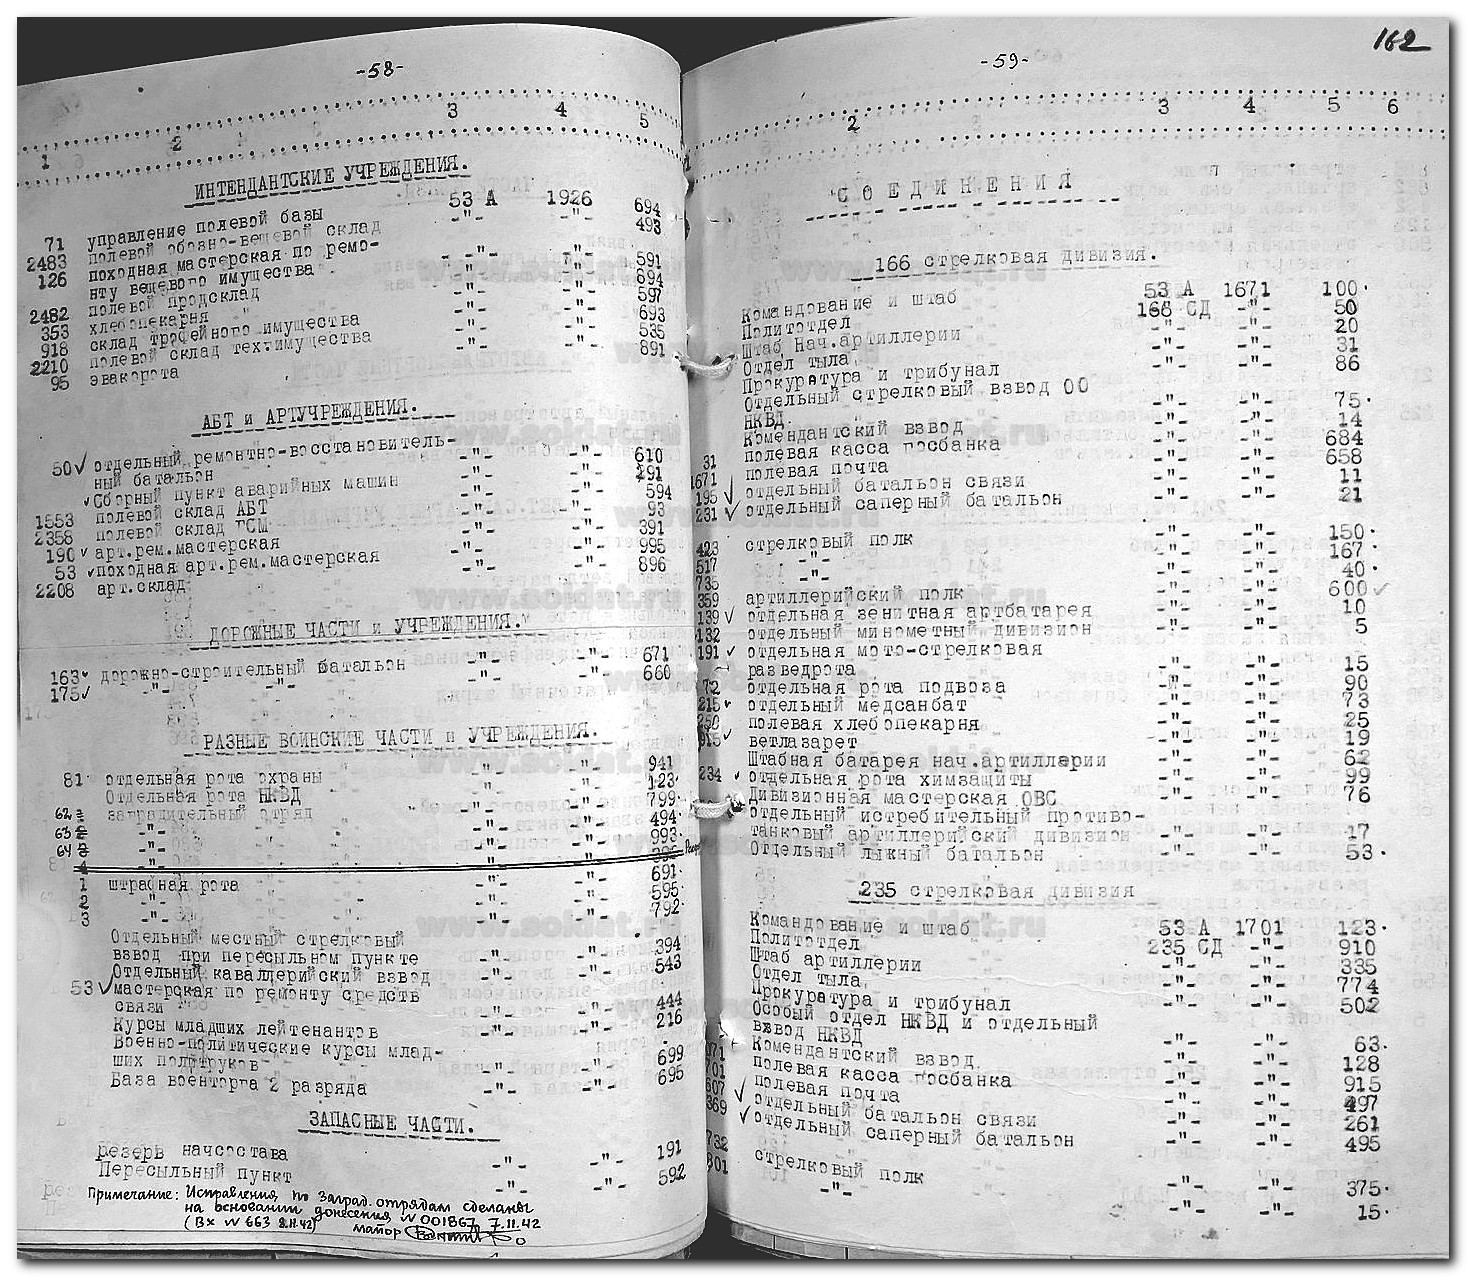 -58-
1 2 3 4 5
ИНТЕНДАНТСКИЕ УЧРЕЖДЕНИЯ.
71 управление полевой базы 53 А 1926 694
2483 полевой обозно-вещевой склад -"- -"- 493
126 походная мастерская по ремо-
нту вещевого имущества -"- -"- 591
2482 полевой продсклад -"- -"- 694
353 хлебопекарня -"- -"- 597
918 склад трофейного имущества -"- -"- 693
2210 полевой склад тех.имущества -"- -"- 535
95 эвакорота -"- -"- 891
АБТ и АРТУЧРЕЖДЕНИЯ.
50 отдельный ремонтно-восстановитель-
ный батальон -"- -"- 610
Сборный пункт аварийных машин -"- -"- 291
1553 полевой склад АБТ -"- -"- 594
2358 полевой склад ГСМ -"- -"- 93
190 арт.рем.мастерская -"- -"- 391
53 походная арт.рем.мастерская -"- -"- 995
2208 арт.склад -"- -"- 896
ДОРОЖНЫЕ ЧАСТИ и УЧРЕЖДЕНИЯ.
163 дорожно-строительный батальон -"- -"- 671
175 -"- -"- -"- -"- 660
РАЗНЫЕ ВОИНСКИЕ ЧАСТИ и УЧРЕЖДЕНИЯ.
81 отдельная рота охраны -"- -"- 941
Отдельная рота НКВД -"- -"- 123
62 заградительный отряд -"- -"- 799
63 -"- -"- -"- 494
64 -"- -"- -"- 993
4 -"- -"- -"-
1 штрафная рота -"- -"- 691
2 -"- -"- -"- 595
3 -"- -"- -"- 792
Отдельный местный стрелковый
взвод при пересыльном пункте -"- -"- 394
Отдельный кавалерийский взвод -"- -"- 543
53 мастерская по ремонту средств
связи -"- -"- 444
Курсы младших лейтенантов -"- -"- 216
Военно-политические курсы млад-
ших политруков -"- -"- 699
База военторга 2 разряда -"- -"- 695
ЗАПАСНЫЕ ЧАСТИ.
резерв начсостава -"- -"- 191
Пересыльный пункт -"- -"- 592
Примечание: Исправления по Заград. отрядам сделаны
на основании донесения № 001867 7.11.42
(Вх № 663 8.11.42) майор
162
-59-
2 3 4 5 6
СОЕДИНЕНИЯ
166 стрелковая дивизия.
Командование и штаб 53 А 1671 100
Политотдел 166 СД -"- 50
Штаб Нач.артиллерии -"- -"- 20
Отдел тыла -"- -"- 31
Прокуратура и трибунал -"- -"- 86
Отдельный стрелковый взвод ОО
НКВД -"- -"- 75
Комендантский взвод -"- -"- 14
31 полевая касса госбанка -"- -"- 684
1671 полевая почта -"- -"- 658
195 отдельный батальон связи -"- -"- 11
231 отдельный саперный батальон -"- -"- 21
423 стрелковый полк -"- -"- 150
517 -"- -"- -"- 167
735 -"- -"- -"- 40
359 артиллерийский полк -"- -"- 600
139 отдельная зенитная артбатарея -"- -"- 10
132 отдельный минометный дивизион -"- -"- 5
191 отдельная мото-стрелковая
разведрота -"- -"- 15
72 отдельная рота подвоза -"- -"- 90
215 отдельный медсанбат -"- -"- 73
250 полевая хлебопекарня -"- -"- 25
915 ветлазарет -"- -"- 19
Штабная батарея нач.артиллерии -"- -"- 62
234 отдельная рота химзащиты -"- -"- 99
Дивизионная мастерская ОВС -"- -"- 76
отдельный истребительный противо-
танковый артиллерийский дивизион -"- -"- 17
Отдельный лыжный батальон -"- -"- 53
235 стрелковая дивизия
Командование и штаб 53 А 1701 123
Политотдел 235 СД -"- 910
Штаб артиллерии -"- -"- 335
Отдел тыла -"- -"- 774
Прокуратура и трибунал -"- -"- 502
Особый отдел НКВД и отдельный
взвод НКВД -"- -"- 63
Комендантский взвод -"- -"- 128
полевая касса госбанка -"- -"- 915
полевая почта -"- -"- 497
отдельный батальон связи -"- -"- 261
369 отдельный саперный батальон -"- -"- 495
732 стрелковый полк -"- -"- 375
801 -"- -"- -"- 15
www.soldat.ru